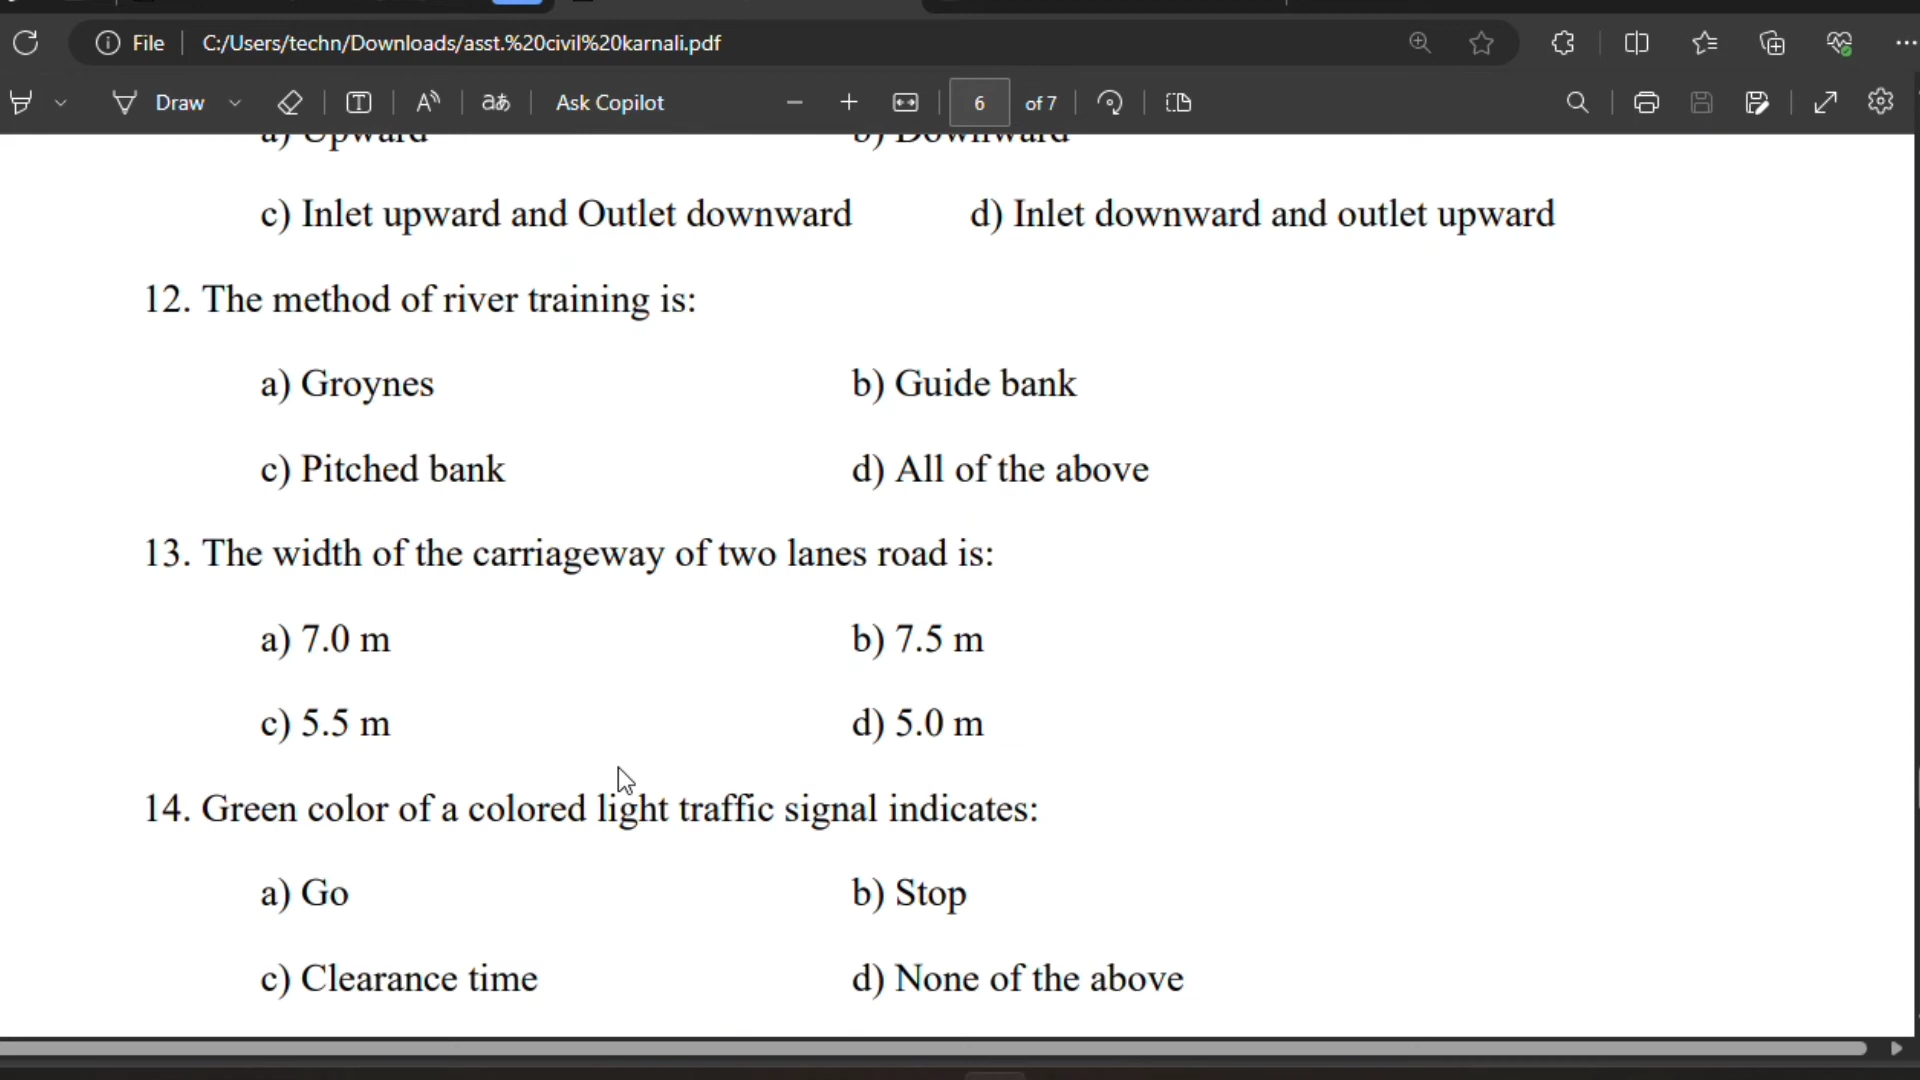 File C:/Users/techn/Downloads/asst.%20civil%20karnali.pdf
Draw Ask Copilot 6 of 7
a) Upward b) Downward
c) Inlet upward and Outlet downward d) Inlet downward and outlet upward
12. The method of river training is:
a) Groynes b) Guide bank
c) Pitched bank d) All of the above
13. The width of the carriageway of two lanes road is:
a) 7.0 m b) 7.5 m
c) 5.5 m d) 5.0 m
14. Green color of a colored light traffic signal indicates:
a) Go b) Stop
c) Clearance time d) None of the above